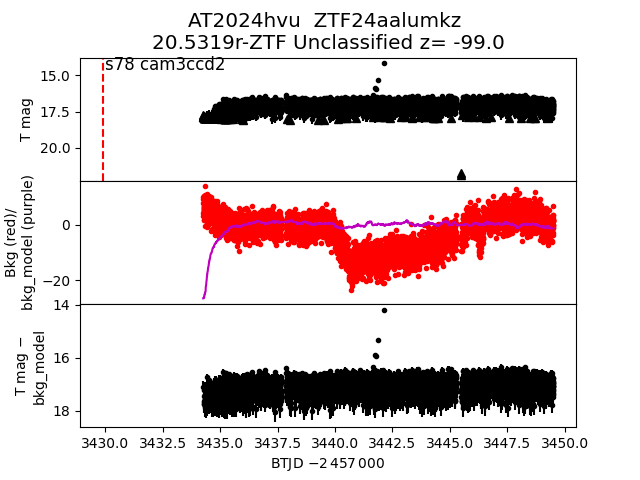 AT2024hvu  ZTF24aalumkz
20.5319r-ZTF Unclassified z= -99.0
s78 cam3ccd2
T mag
15.0
17.5
20.0
Bkg (red)/
bkg_model (purple)
0
−20
T mag −
bkg_model
14
16
18
3430.0 3432.5 3435.0 3437.5 3440.0 3442.5 3445.0 3447.5 3450.0
BTJD −2 457 000